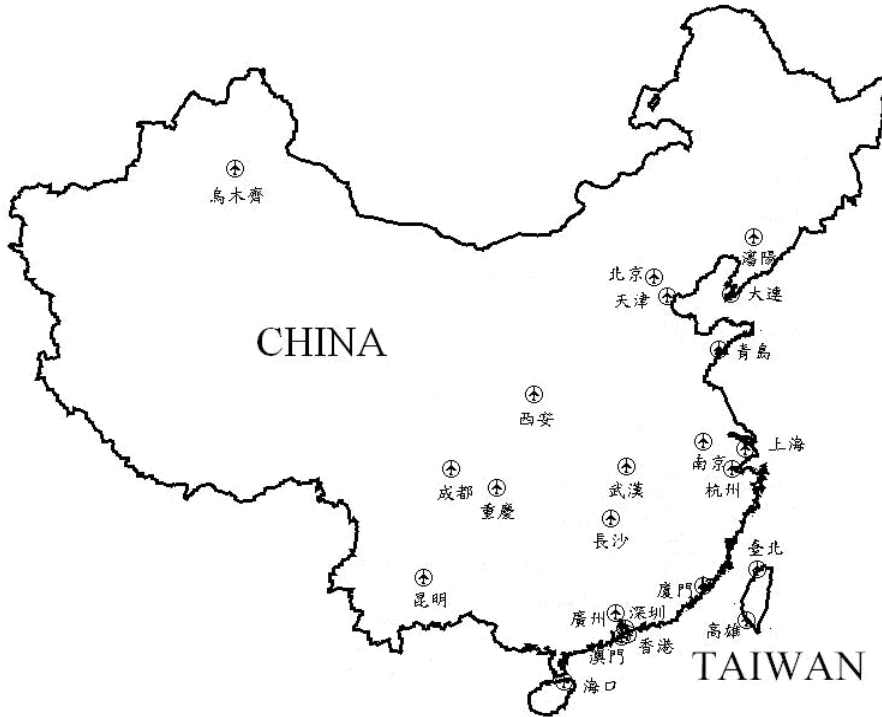 烏木齊
瀋陽
北京
天津
大連
CHINA
青島
西安
上海
南京
成都
武漢
杭州
重慶
長沙
臺北
昆明
廈門
廣州
深圳
高雄
香港
澳門
TAIWAN
海口